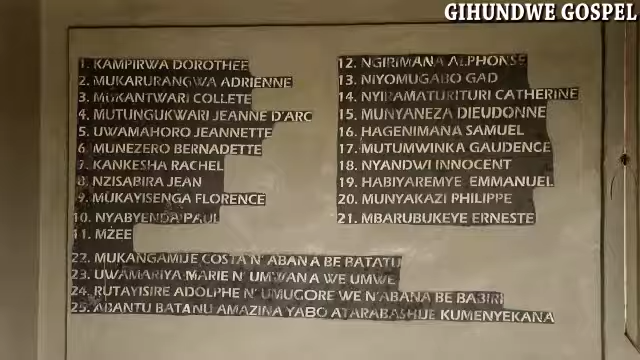 GIHUNDWE GOSPEL
1. KAMPIRWA DOROTHEE
2. MUKARURANGWA ADRIENNE
3. MUKANTWARI COLLETE
4. MUTUNGUKWARI JEANNE D'ARC
5. UWAMAHORO JEANNETTE
6. MUNEZERO BERNADETTE
7. KANKESHA RACHEL
8. NZISABIRA JEAN
9. MUKAYISENGA FLORENCE
10. NYABYENDA PAUL
11. MZEE
12. NGIRIMANA ALPHONSE
13. NIYOMUGABO GAD
14. NYIRAMATURITURI CATHERINE
15. MUNYANEZA DIEUDONNE
16. HAGENIMANA SAMUEL
17. MUTUMWINKA GAUDENCE
18. NYANDWI INNOCENT
19. HABIYAREMYE EMMANUEL
20. MUNYAKAZI PHILIPPE
21. MBARUBUKEYE ERNESTE
22. MUKANGAMIJE COSTA N' ABANA BE BATATU
23. UWAMARIYA MARIE N' UMWANA WE UMWE
24. RUTAYISIRE ADOLPHE N' UMUGORE WE N'ABANA BE BABIRI
25. ABANTU BATANU AMAZINA YABO ATARABASHIJE KUMENYEKANA